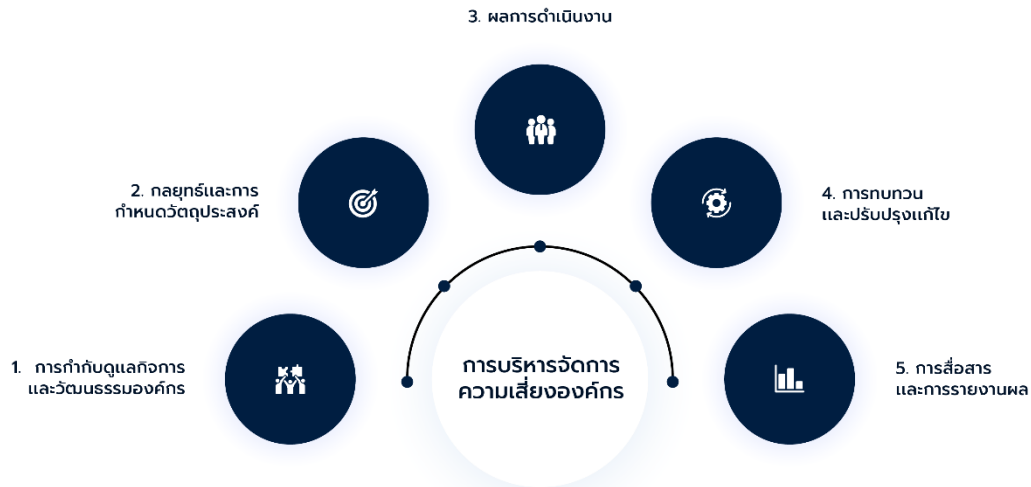 3. ผลการดำเนินงาน
2. กลยุทธ์และการ
กำหนดวัตถุประสงค์
4. การทบทวน
และปรับปรุงแก้ไข
1. การกำกับดูแลกิจการ
และวัฒนธรรมองค์กร
การบริหารจัดการ
ความเสี่ยงองค์กร
5. การสื่อสาร
และการรายงานผล